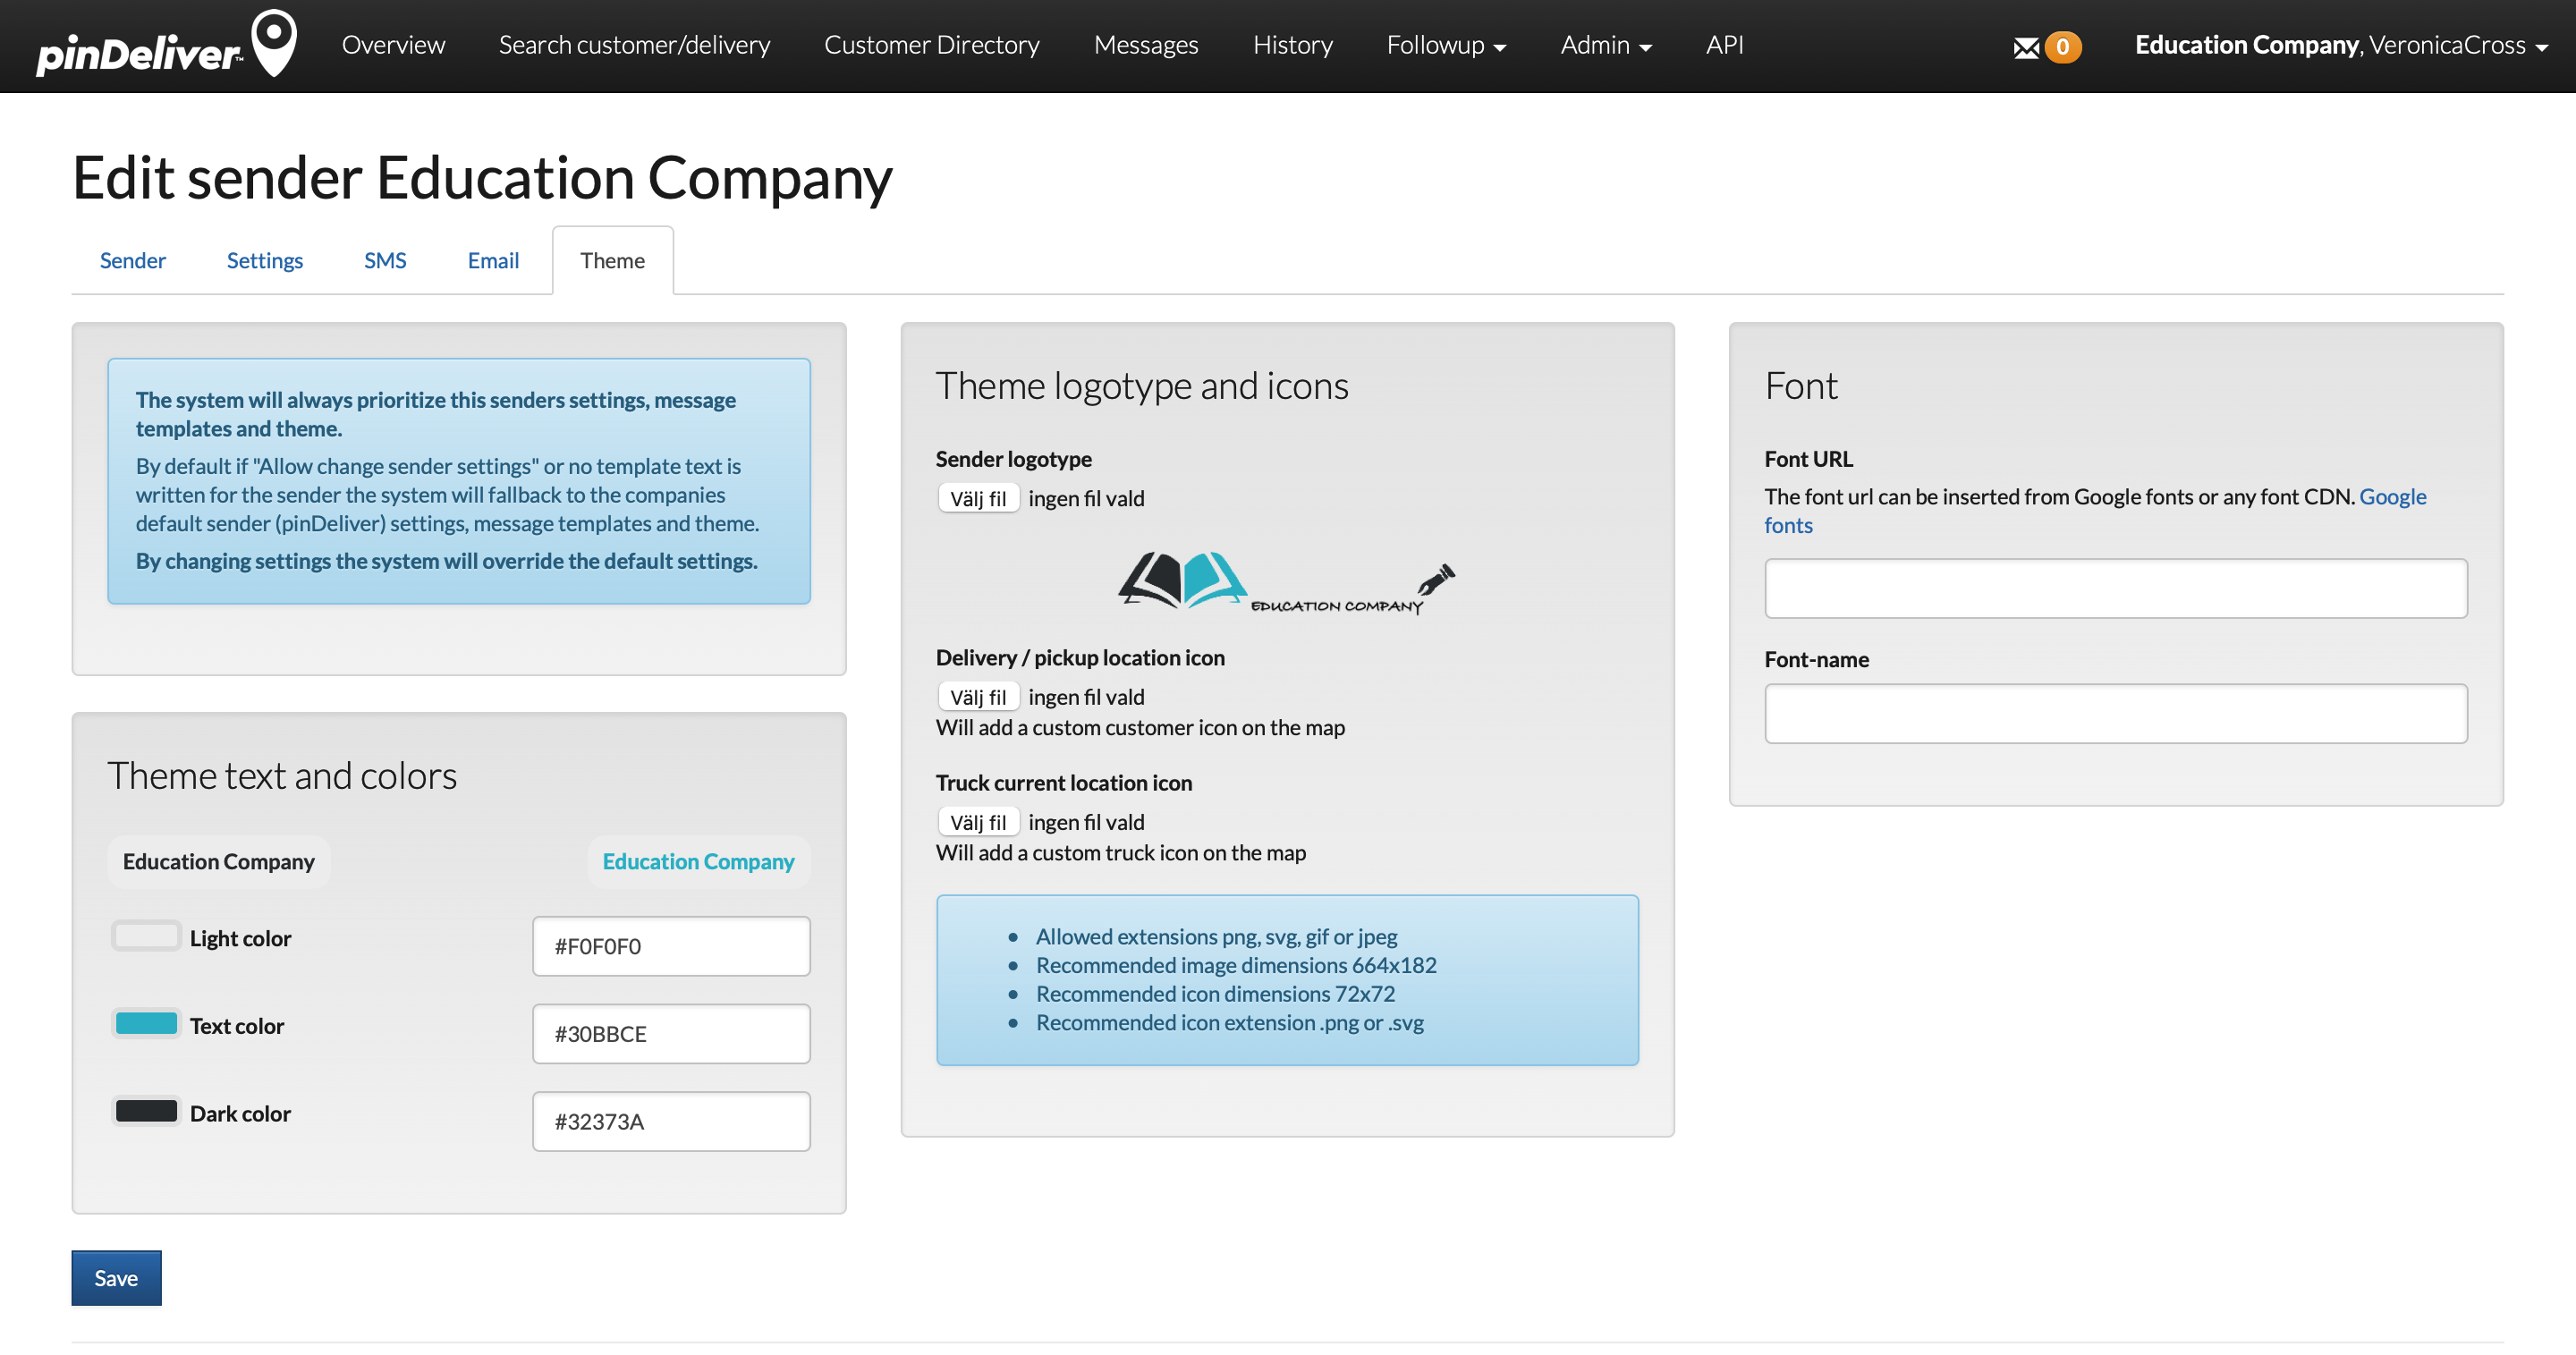 pinDeliver™
Overview
Search customer/delivery
Customer Directory
Messages
History
Followup
Admin
API
0
Education Company, VeronicaCross
Edit sender Education Company
Sender
Settings
SMS
Email
Theme
The system will always prioritize this senders settings, message
templates and theme.
By default if "Allow change sender settings" or no template text is
written for the sender the system will fallback to the companies
default sender (pinDeliver) settings, message templates and theme.
By changing settings the system will override the default settings.
Theme text and colors
Education Company
Education Company
Light color
#F0F0F0
Text color
#30BBCE
Dark color
#32373A
Save
Theme logotype and icons
Sender logotype
Välj fil ingen fil vald
EDUCATION COMPANY
Delivery / pickup location icon
Välj fil ingen fil vald
Will add a custom customer icon on the map
Truck current location icon
Välj fil ingen fil vald
Will add a custom truck icon on the map
• Allowed extensions png, svg, gif or jpeg
• Recommended image dimensions 664x182
• Recommended icon dimensions 72x72
• Recommended icon extension .png or .svg
Font
Font URL
The font url can be inserted from Google fonts or any font CDN. Google
fonts
Font-name